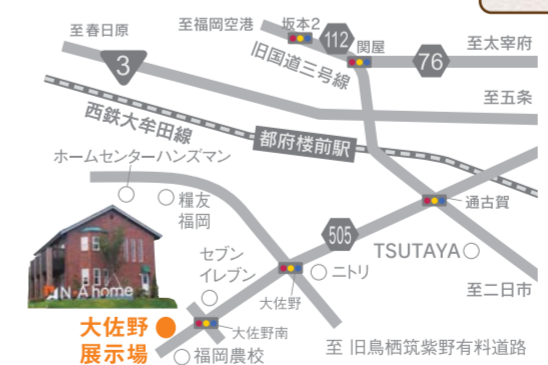 至春日原
至福岡空港
坂本2
112
関屋
至太宰府
76
3
旧国道三号線
至五条
西鉄大牟田線
都府楼前駅
ホームセンターハンズマン
糧友
福岡
通古賀
505
TSUTAYA
セブン
イレブン
ニトリ
大佐野
至二日市
N・A home
大佐野
展示場
大佐野南
福岡農校
至 旧鳥栖筑紫野有料道路